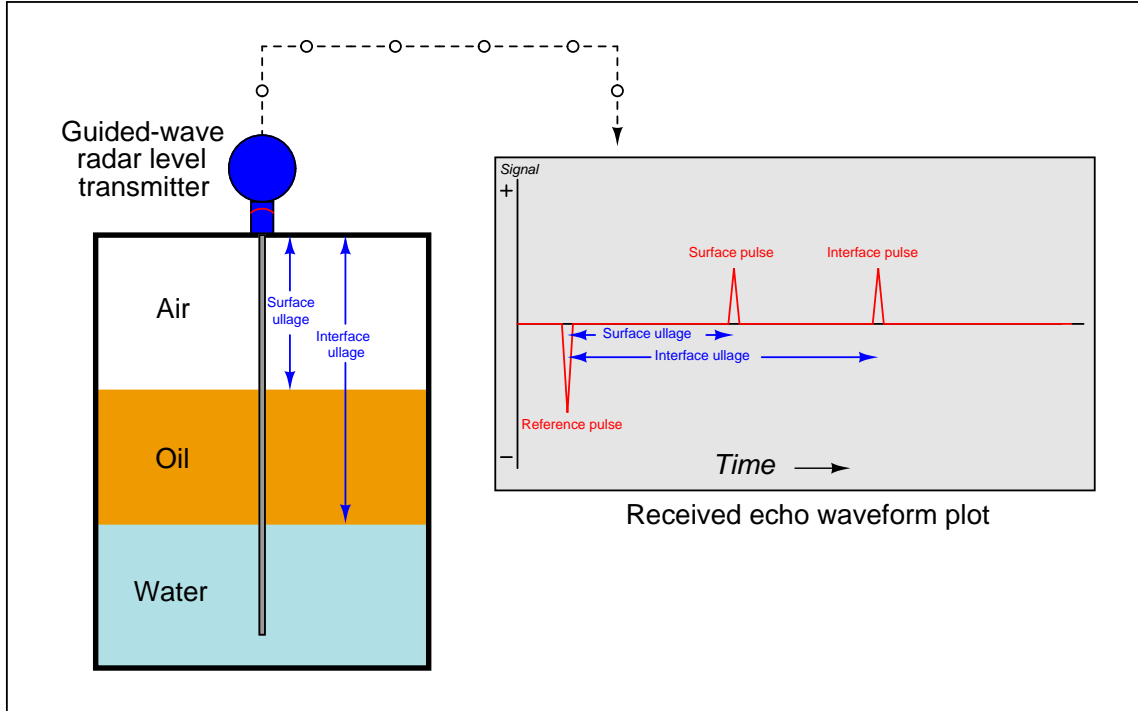 Guided-wave
radar level
transmitter
Air
Surface
ullage
Interface
ullage
Oil
Water
Signal
+
Surface pulse
Interface pulse
Surface ullage
Interface ullage
Reference pulse
−
Time
Received echo waveform plot